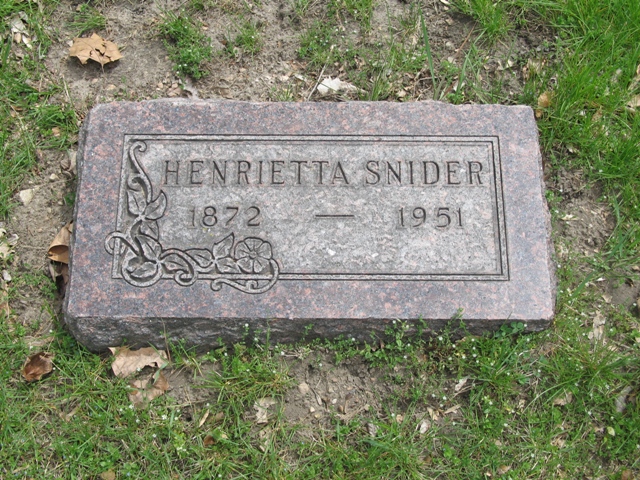 HENRIETTA SNIDER
1872 — 1951